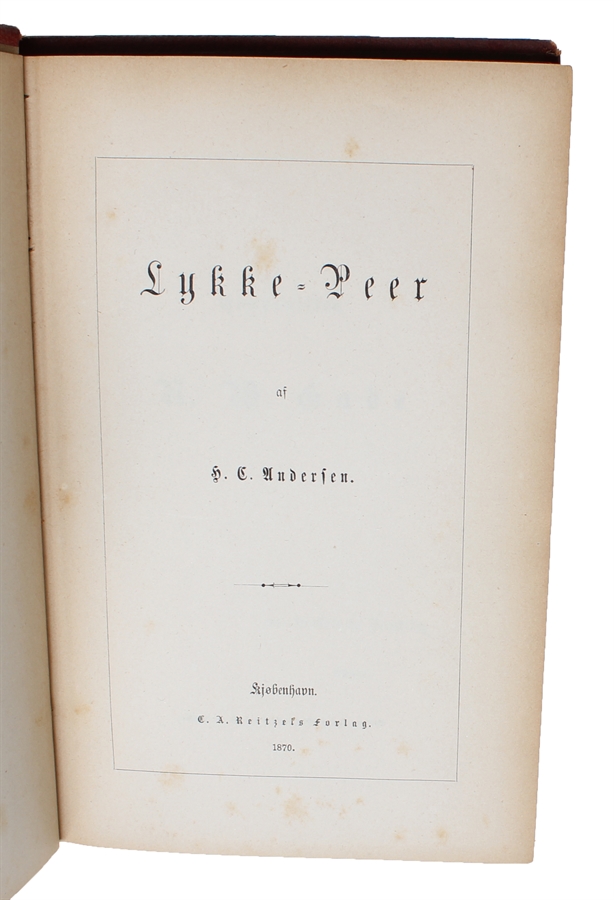 Lykke-Peer
af
H. C. Andersen.
Kjøbenhavn.
C. A. Reitzels Forlag.
1870.